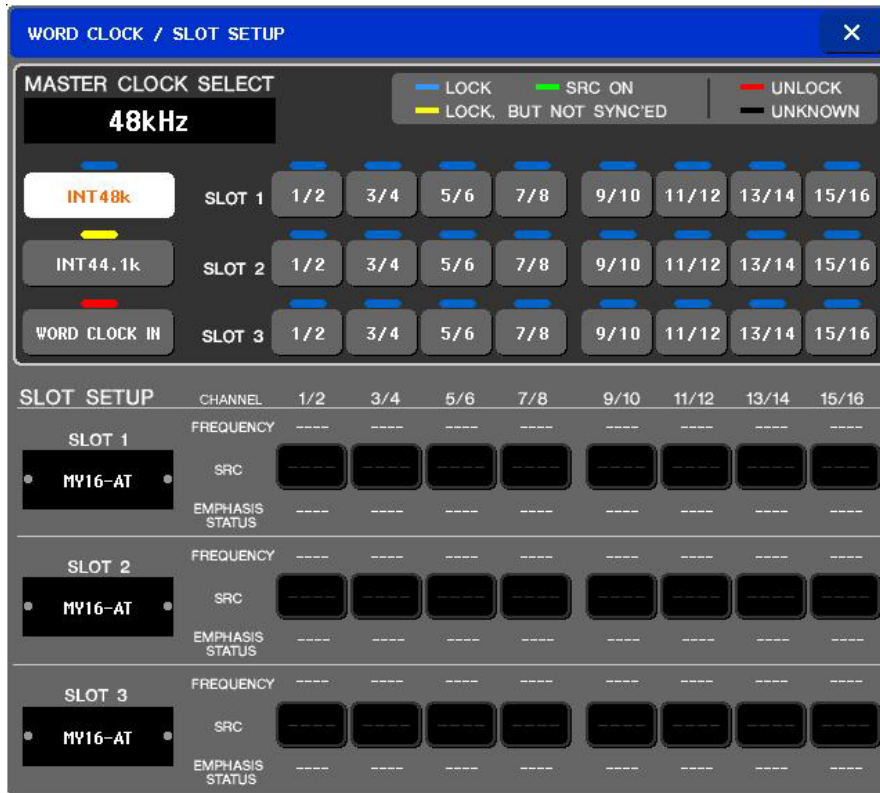 WORD CLOCK / SLOT SETUP
MASTER CLOCK SELECT
48kHz
LOCK SRC ON UNLOCK
LOCK, BUT NOT SYNC'ED UNKNOWN
INT48k SLOT 1 1/2 3/4 5/6 7/8 9/10 11/12 13/14 15/16
INT44.1k SLOT 2 1/2 3/4 5/6 7/8 9/10 11/12 13/14 15/16
WORD CLOCK IN SLOT 3 1/2 3/4 5/6 7/8 9/10 11/12 13/14 15/16
SLOT SETUP CHANNEL 1/2 3/4 5/6 7/8 9/10 11/12 13/14 15/16
FREQUENCY ---- ---- ---- ---- ---- ---- ---- ----
SLOT 1
MY16-AT SRC ---- ---- ---- ---- ---- ---- ---- ----
EMPHASIS
STATUS ---- ---- ---- ---- ---- ---- ---- ----
FREQUENCY ---- ---- ---- ---- ---- ---- ---- ----
SLOT 2
MY16-AT SRC ---- ---- ---- ---- ---- ---- ---- ----
EMPHASIS
STATUS ---- ---- ---- ---- ---- ---- ---- ----
FREQUENCY ---- ---- ---- ---- ---- ---- ---- ----
SLOT 3
MY16-AT SRC ---- ---- ---- ---- ---- ---- ---- ----
EMPHASIS
STATUS ---- ---- ---- ---- ---- ---- ---- ----